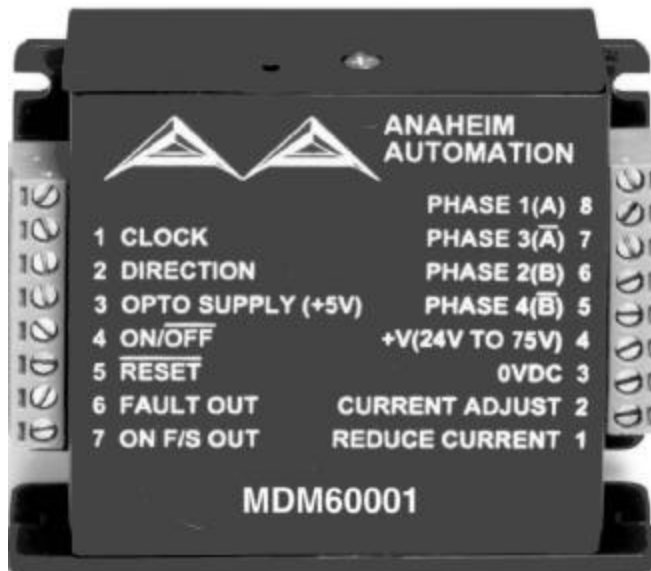 ANAHEIM
AUTOMATION
1 CLOCK
2 DIRECTION
3 OPTO SUPPLY (+5V)
4 ON/O̅F̅F̅
5 R̅E̅S̅E̅T̅
6 FAULT OUT
7 ON F/S OUT
PHASE 1(A) 8
PHASE 3(A̅) 7
PHASE 2(B) 6
PHASE 4(B̅) 5
+V(24V TO 75V) 4
0VDC 3
CURRENT ADJUST 2
REDUCE CURRENT 1
MDM60001